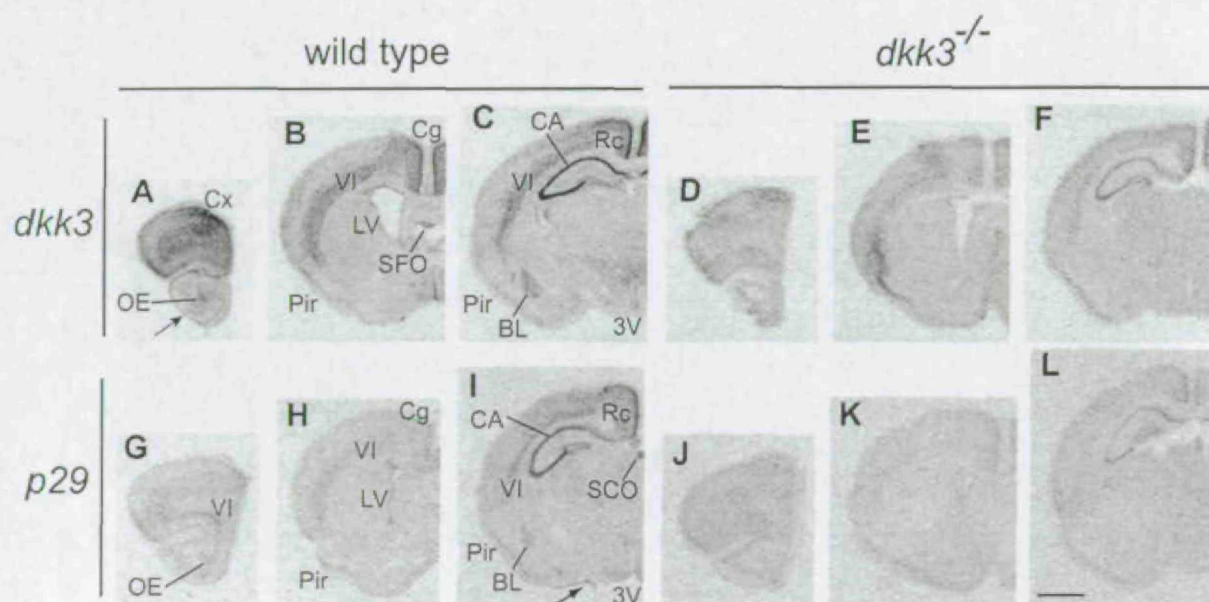 wild type
dkk3-/-
dkk3
A
Cx
OE
B
Cg
VI
LV
SFO
Pir
C
CA
Rc
VI
Pir
BL
3V
D
E
F
p29
G
VI
OE
H
Cg
VI
LV
Pir
I
CA
Rc
VI
SCO
Pir
BL
3V
J
K
L